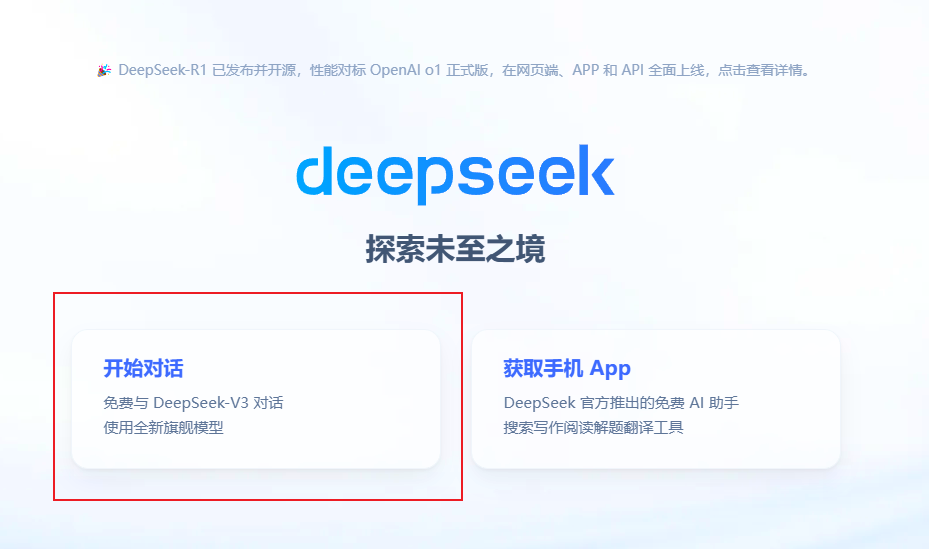 🎉 DeepSeek-R1 已发布并开源，性能对标 OpenAI o1 正式版，在网页端、APP 和 API 全面上线，点击查看详情。
deepseek
探索未至之境
开始对话
免费与 DeepSeek-V3 对话
使用全新旗舰模型
获取手机 App
DeepSeek 官方推出的免费 AI 助手
搜索写作阅读解题翻译工具